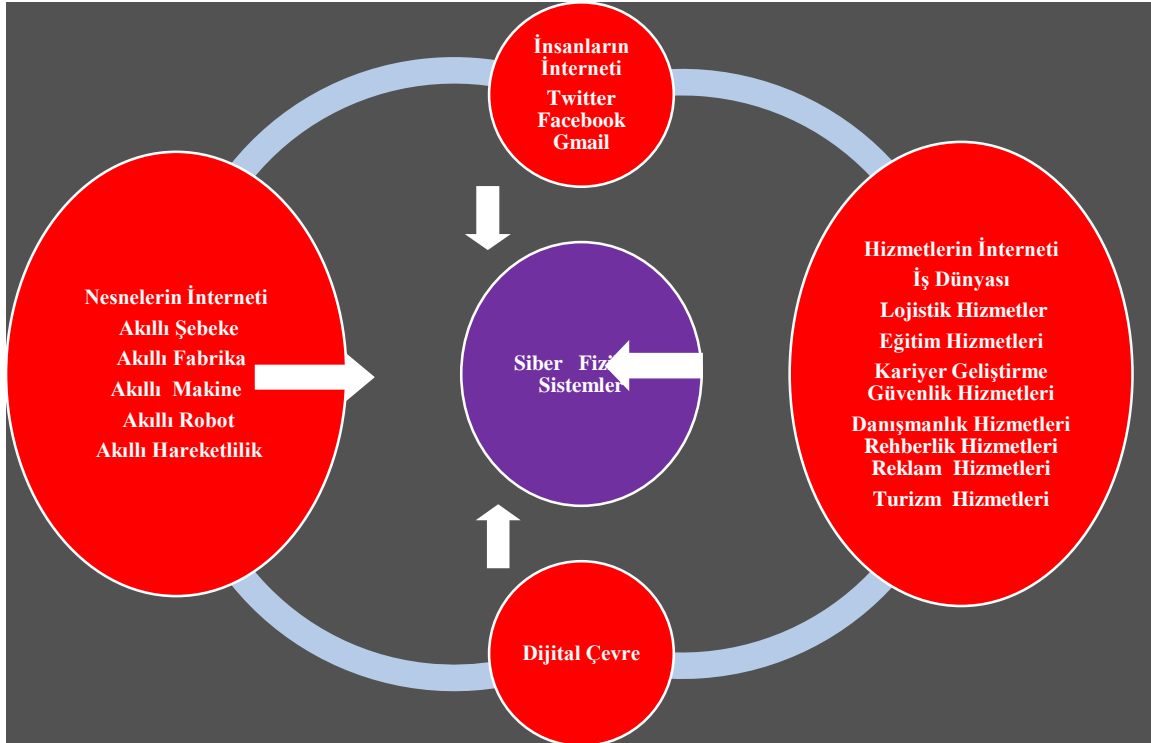 İnsanların
İnterneti
Twitter
Facebook
Gmail
Nesnelerin İnterneti
Akıllı Şebeke
Akıllı Fabrika
Akıllı Makine
Akıllı Robot
Akıllı Hareketlilik
Siber Fizi
Sistemler
Hizmetlerin İnterneti
İş Dünyası
Lojistik Hizmetler
Eğitim Hizmetleri
Kariyer Geliştirme
Güvenlik Hizmetleri
Danışmanlık Hizmetleri
Rehberlik Hizmetleri
Reklam Hizmetleri
Turizm Hizmetleri
Dijital Çevre